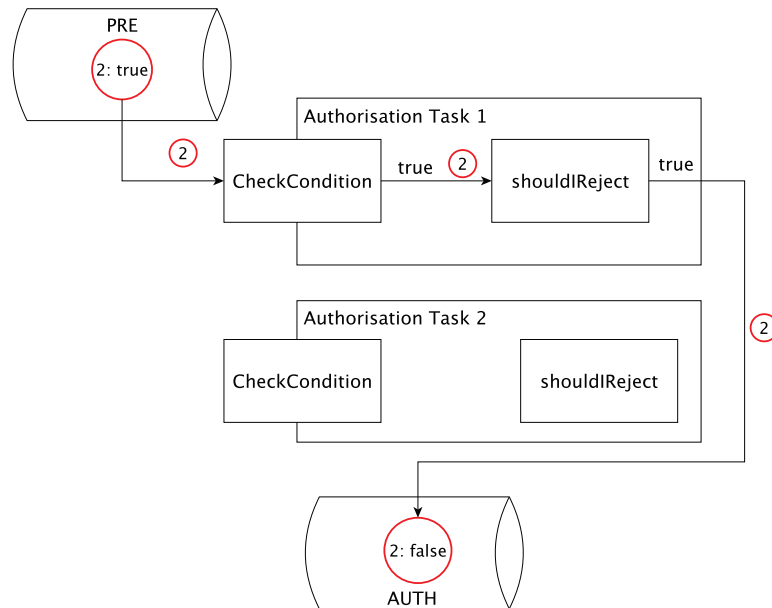 PRE
2: true
Authorisation Task 1
2
CheckCondition
true
2
shouldIReject
true
Authorisation Task 2
2
CheckCondition
shouldIReject
2: false
AUTH